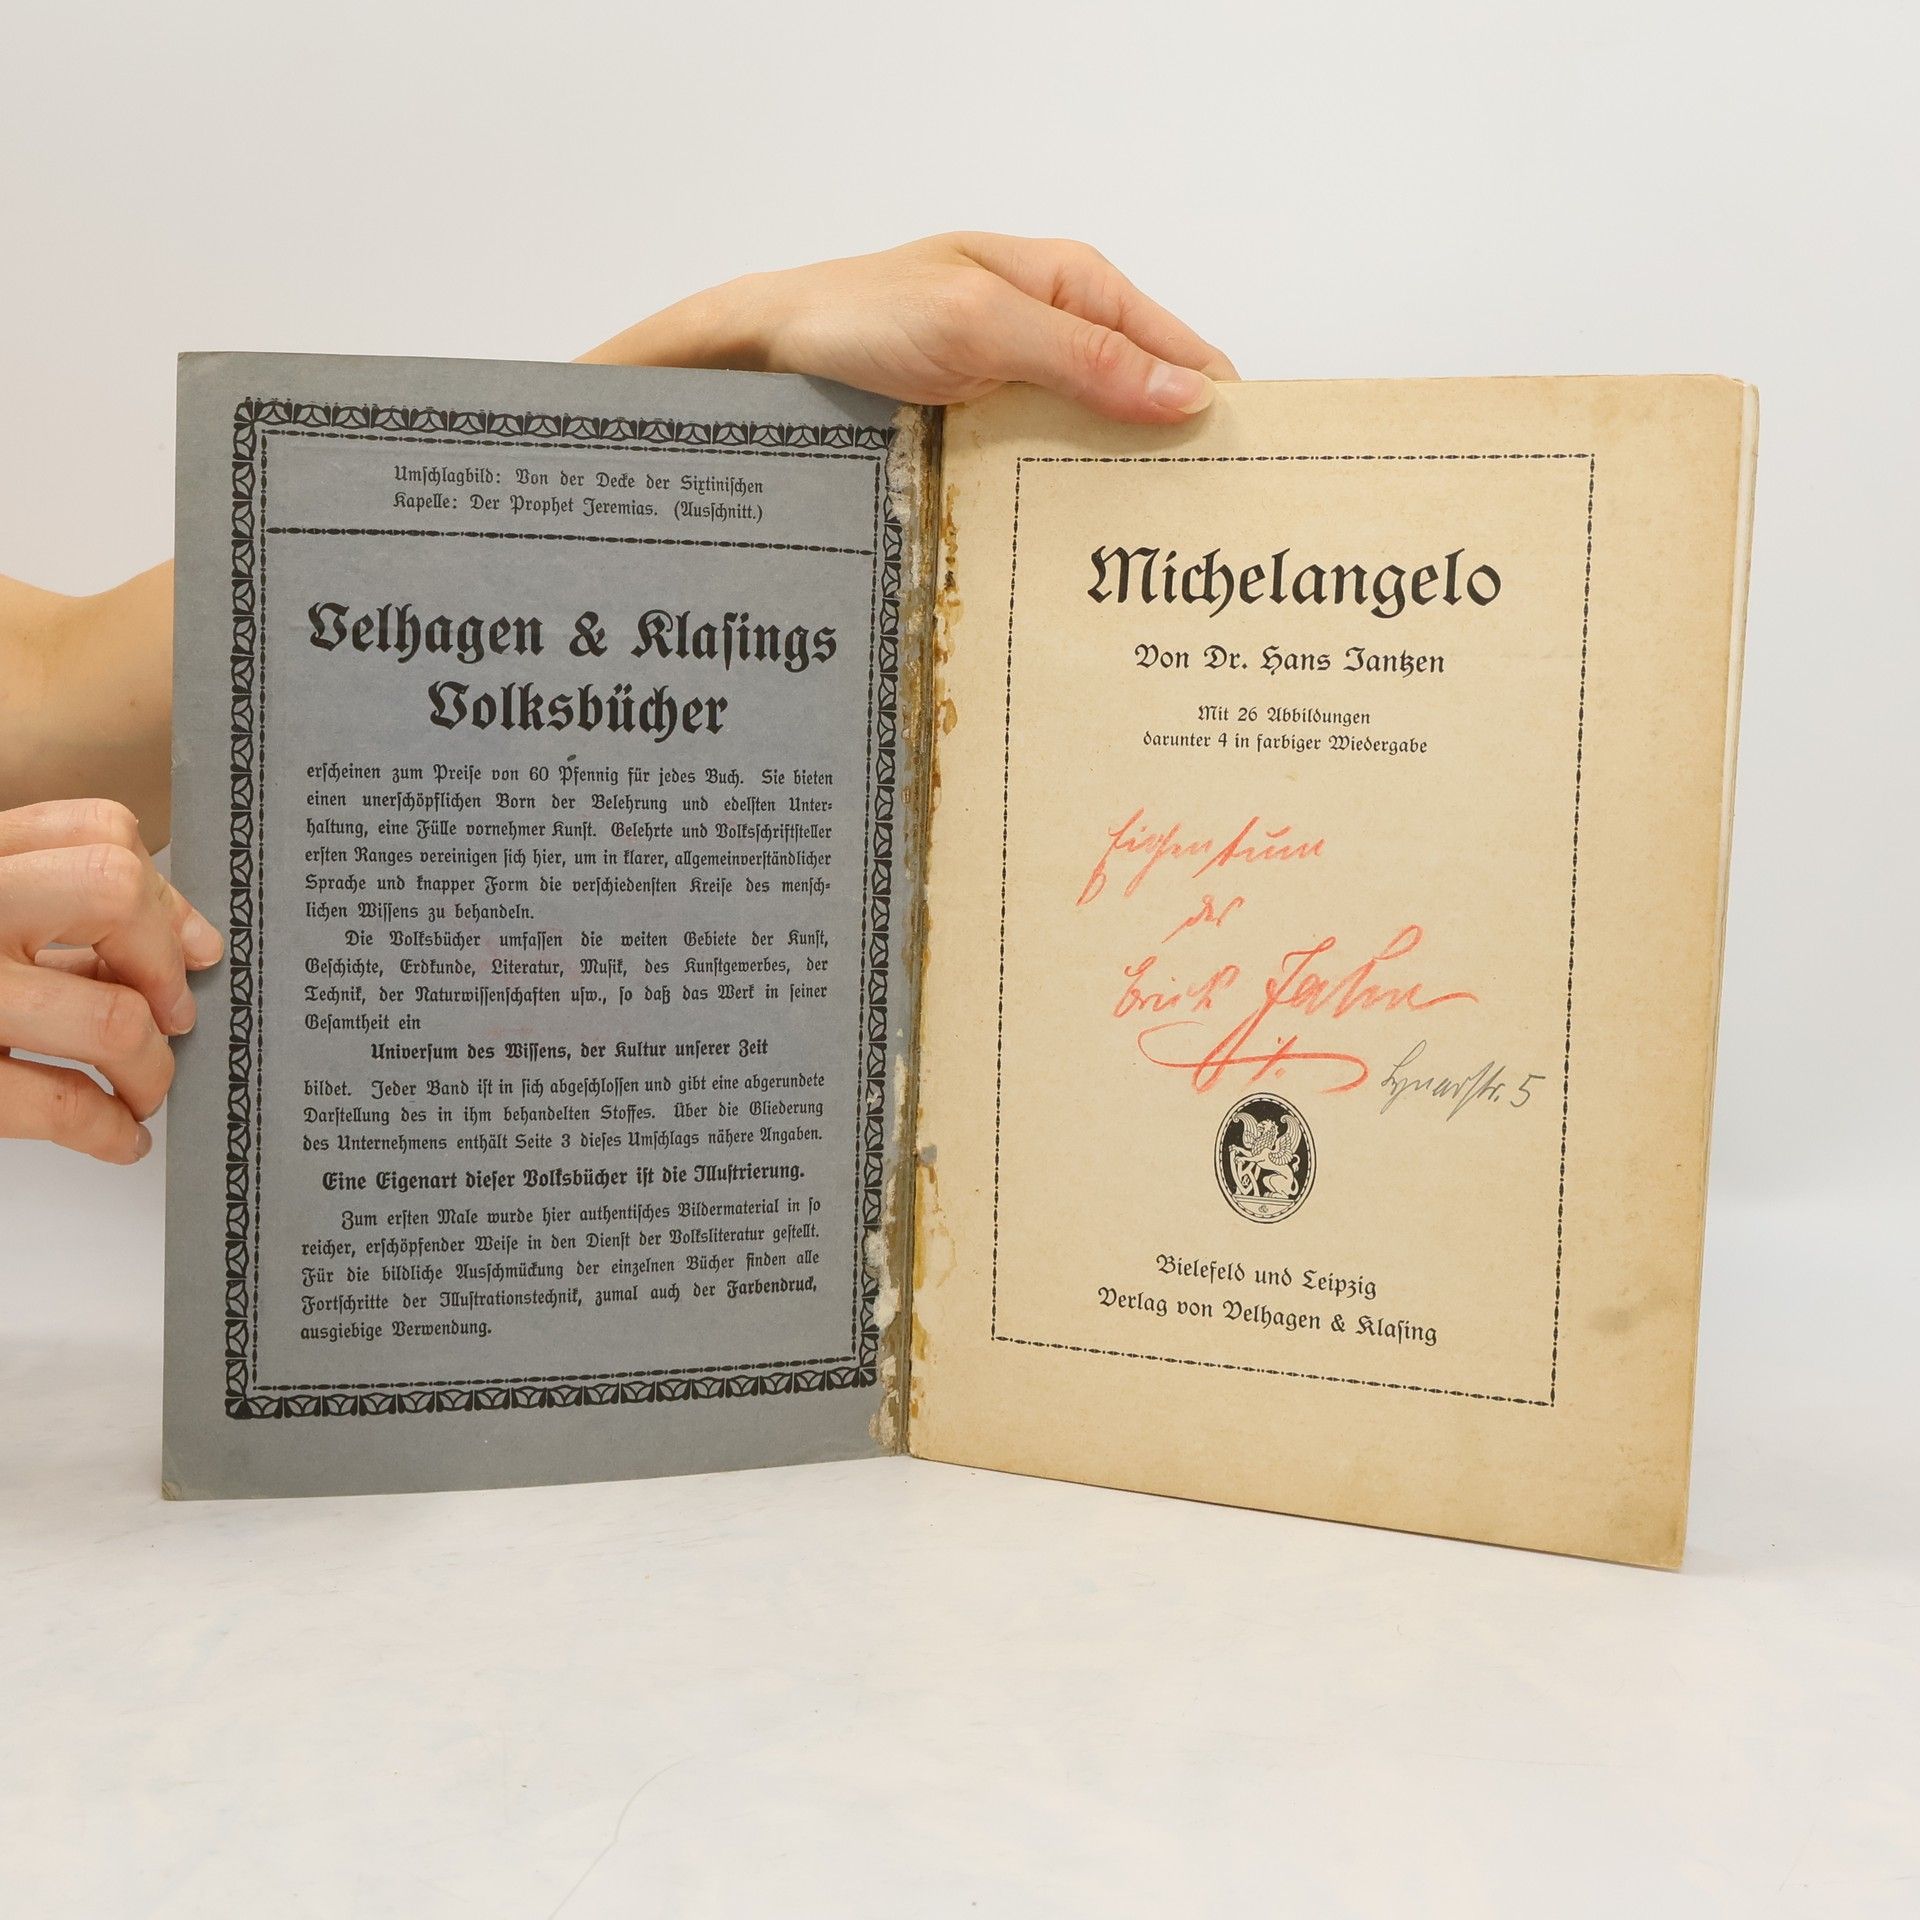 Umschlagbild: Von der Decke der Sixtinischen
Kapelle: Der Prophet Jeremias. (Ausschnitt.)
Velhagen & Klasings
Volksbücher
erscheinen zum Preise von 60 Pfennig für jedes Buch. Sie bieten
einen unerschöpflichen Born der Belehrung und edelsten Unter-
haltung, eine Fülle vornehmer Kunst. Gelehrte und Volksschriftsteller
ersten Ranges vereinigen sich hier, um in klarer, allgemeinverständlicher
Sprache und knapper Form die verschiedensten Kreise des mensch-
lichen Wissens zu behandeln.
Die Volksbücher umfassen die weiten Gebiete der Kunst,
Geschichte, Erdkunde, Literatur, Musik, des Kunstgewerbes, der
Technik, der Naturwissenschaften usw., so daß das Werk in seiner
Gesamtheit ein
Universum des Wissens, der Kultur unserer Zeit
bildet. Jeder Band ist in sich abgeschlossen und gibt eine abgerundete
Darstellung des in ihm behandelten Stoffes. Über die Gliederung
des Unternehmens enthält Seite 3 dieses Umschlags nähere Angaben.
Eine Eigenart dieser Volksbücher ist die Illustrierung.
Zum ersten Male wurde hier authentisches Bildermaterial in so
reicher, erschöpfender Weise in den Dienst der Volksliteratur gestellt.
Für die bildliche Ausschmückung der einzelnen Bücher finden alle
Fortschritte der Illustrationstechnik, zumal auch der Farbendruck,
ausgiebige Verwendung.
Michelangelo
Von Dr. Hans Jantzen
Mit 26 Abbildungen
darunter 4 in farbiger Wiedergabe
Eigentum
der
Erich Jahn
Lynarstr. 5
Bielefeld und Leipzig
Verlag von Velhagen & Klasing